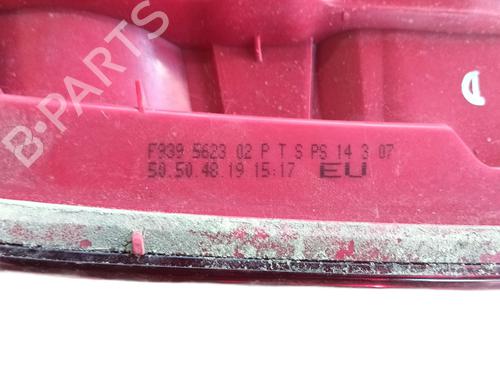 B-PARTS
D
F939 5623 02 P T S PS 14 3 07
50.50.48.19 15:17 EU